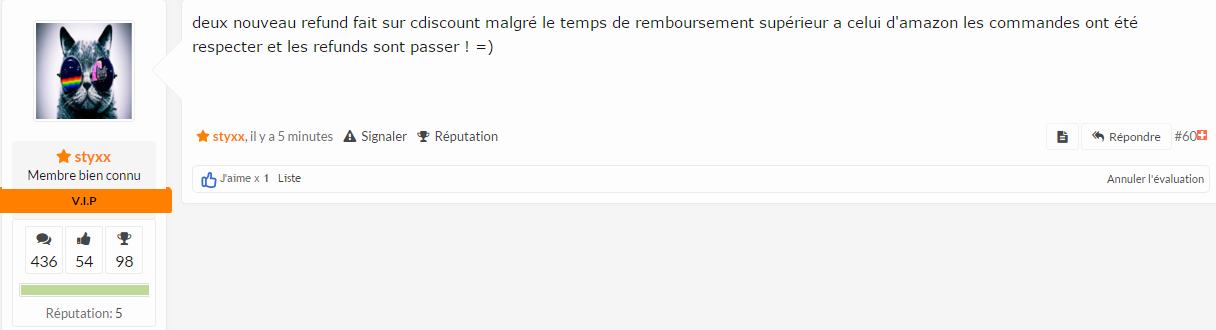 deux nouveau refund fait sur cdiscount malgré le temps de remboursement supérieur a celui d'amazon les commandes ont été
respecter et les refunds sont passer ! =)
styxx, il y a 5 minutes Signaler Réputation Répondre #60
J'aime x 1 Liste Annuler l'évaluation
styxx
Membre bien connu
V.I.P
436 54 98
Réputation: 5